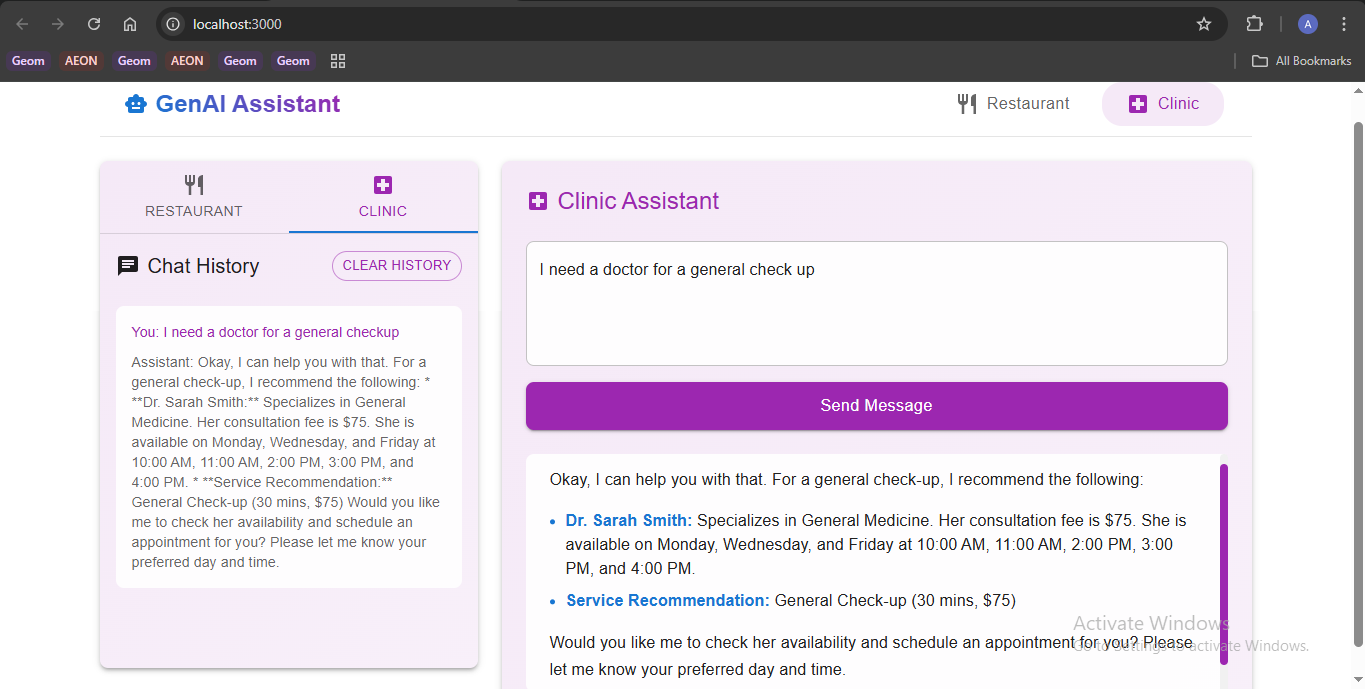 localhost:3000
A
Geom
AEON
Geom
AEON
Geom
Geom
All Bookmarks
GenAI Assistant
Restaurant
Clinic
RESTAURANT
CLINIC
Chat History
CLEAR HISTORY
You: I need a doctor for a general checkup
Assistant: Okay, I can help you with that. For a
general check-up, I recommend the following: *
**Dr. Sarah Smith:** Specializes in General
Medicine. Her consultation fee is $75. She is
available on Monday, Wednesday, and Friday at
10:00 AM, 11:00 AM, 2:00 PM, 3:00 PM, and
4:00 PM. * **Service Recommendation:**
General Check-up (30 mins, $75) Would you like
me to check her availability and schedule an
appointment for you? Please let me know your
preferred day and time.
Clinic Assistant
I need a doctor for a general check up
Send Message
Okay, I can help you with that. For a general check-up, I recommend the following:
• Dr. Sarah Smith: Specializes in General Medicine. Her consultation fee is $75. She is
available on Monday, Wednesday, and Friday at 10:00 AM, 11:00 AM, 2:00 PM, 3:00
PM, and 4:00 PM.
• Service Recommendation: General Check-up (30 mins, $75)
Would you like me to check her availability and schedule an appointment for you? Please
let me know your preferred day and time.
Activate Windows
Go to Settings to activate Windows.